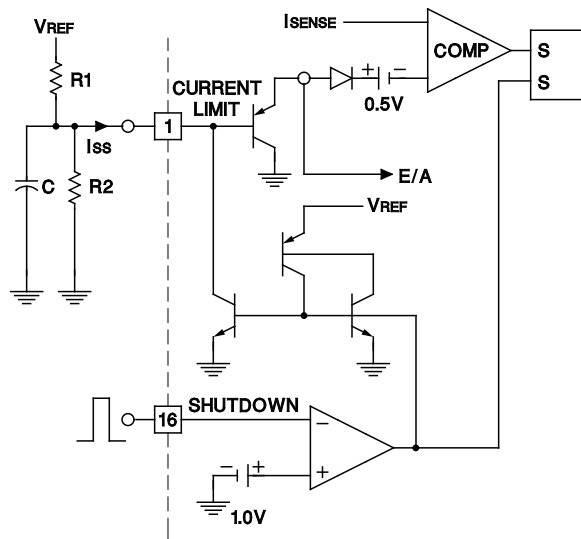 ISENSE
VREF
COMP
S
R1
CURRENT
LIMIT
+ −
S
0.5V
1
ISS
E/A
C
R2
VREF
SHUTDOWN
16
−
− +
+
1.0V